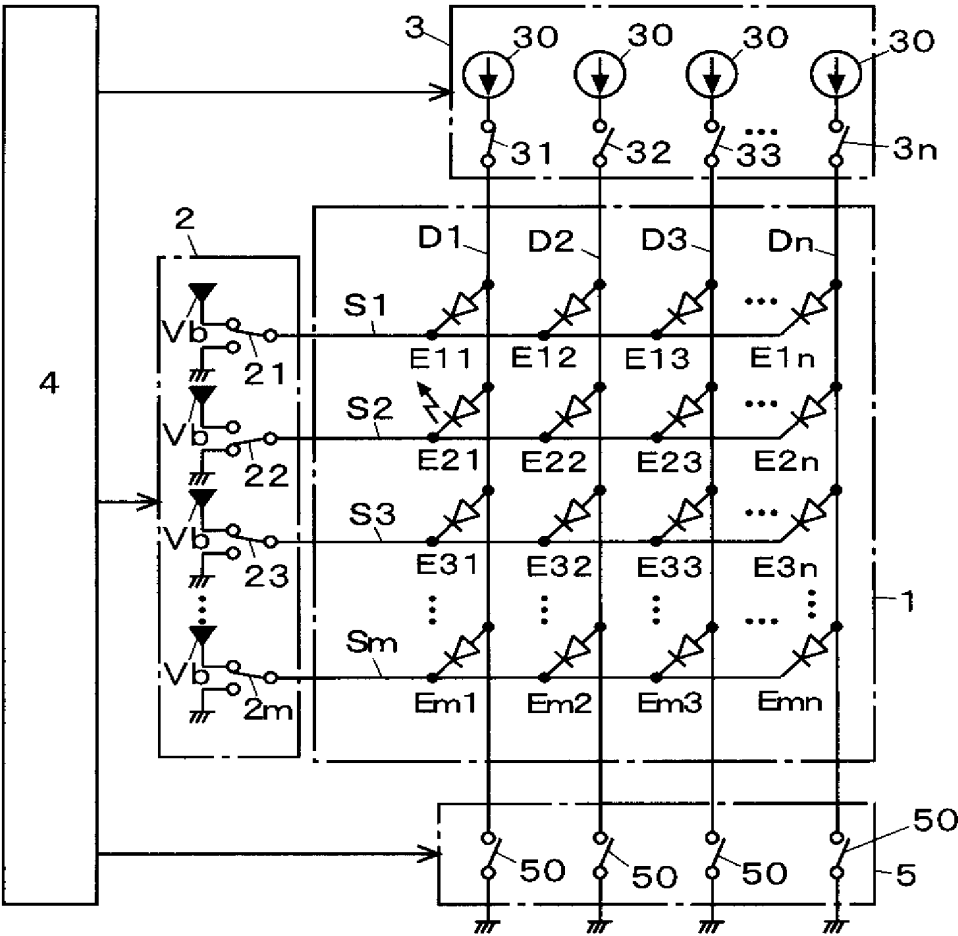 3 30 30 30 30
31 32 33 ••• 3n
2 D1 D2 D3 Dn
Vb S1 •••
21 E11 E12 E13 E1n
4
Vb S2 •••
22 E21 E22 E23 E2n
Vb S3 •••
23 E31 E32 E33 E3n
1
Vb Sm •••
2m Em1 Em2 Em3 Emn
50 50 50 50
5